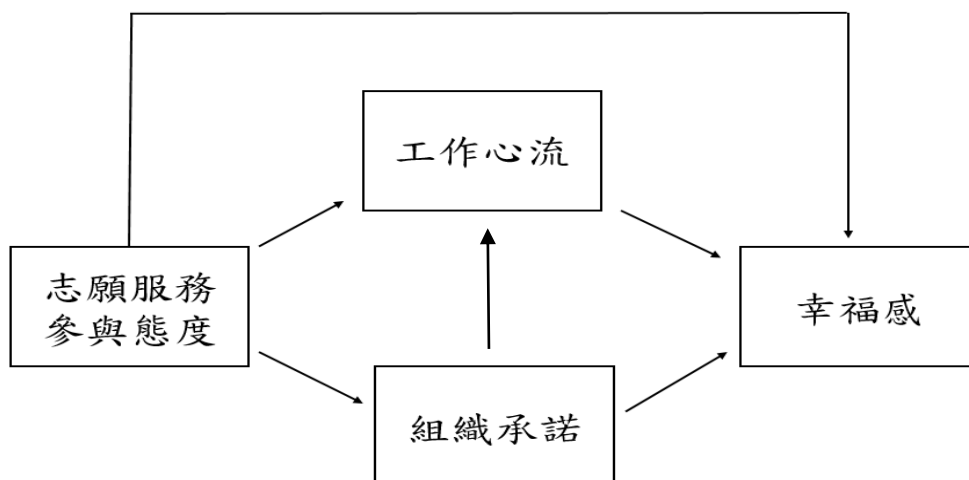 工作心流
志願服務
參與態度
幸福感
組織承諾